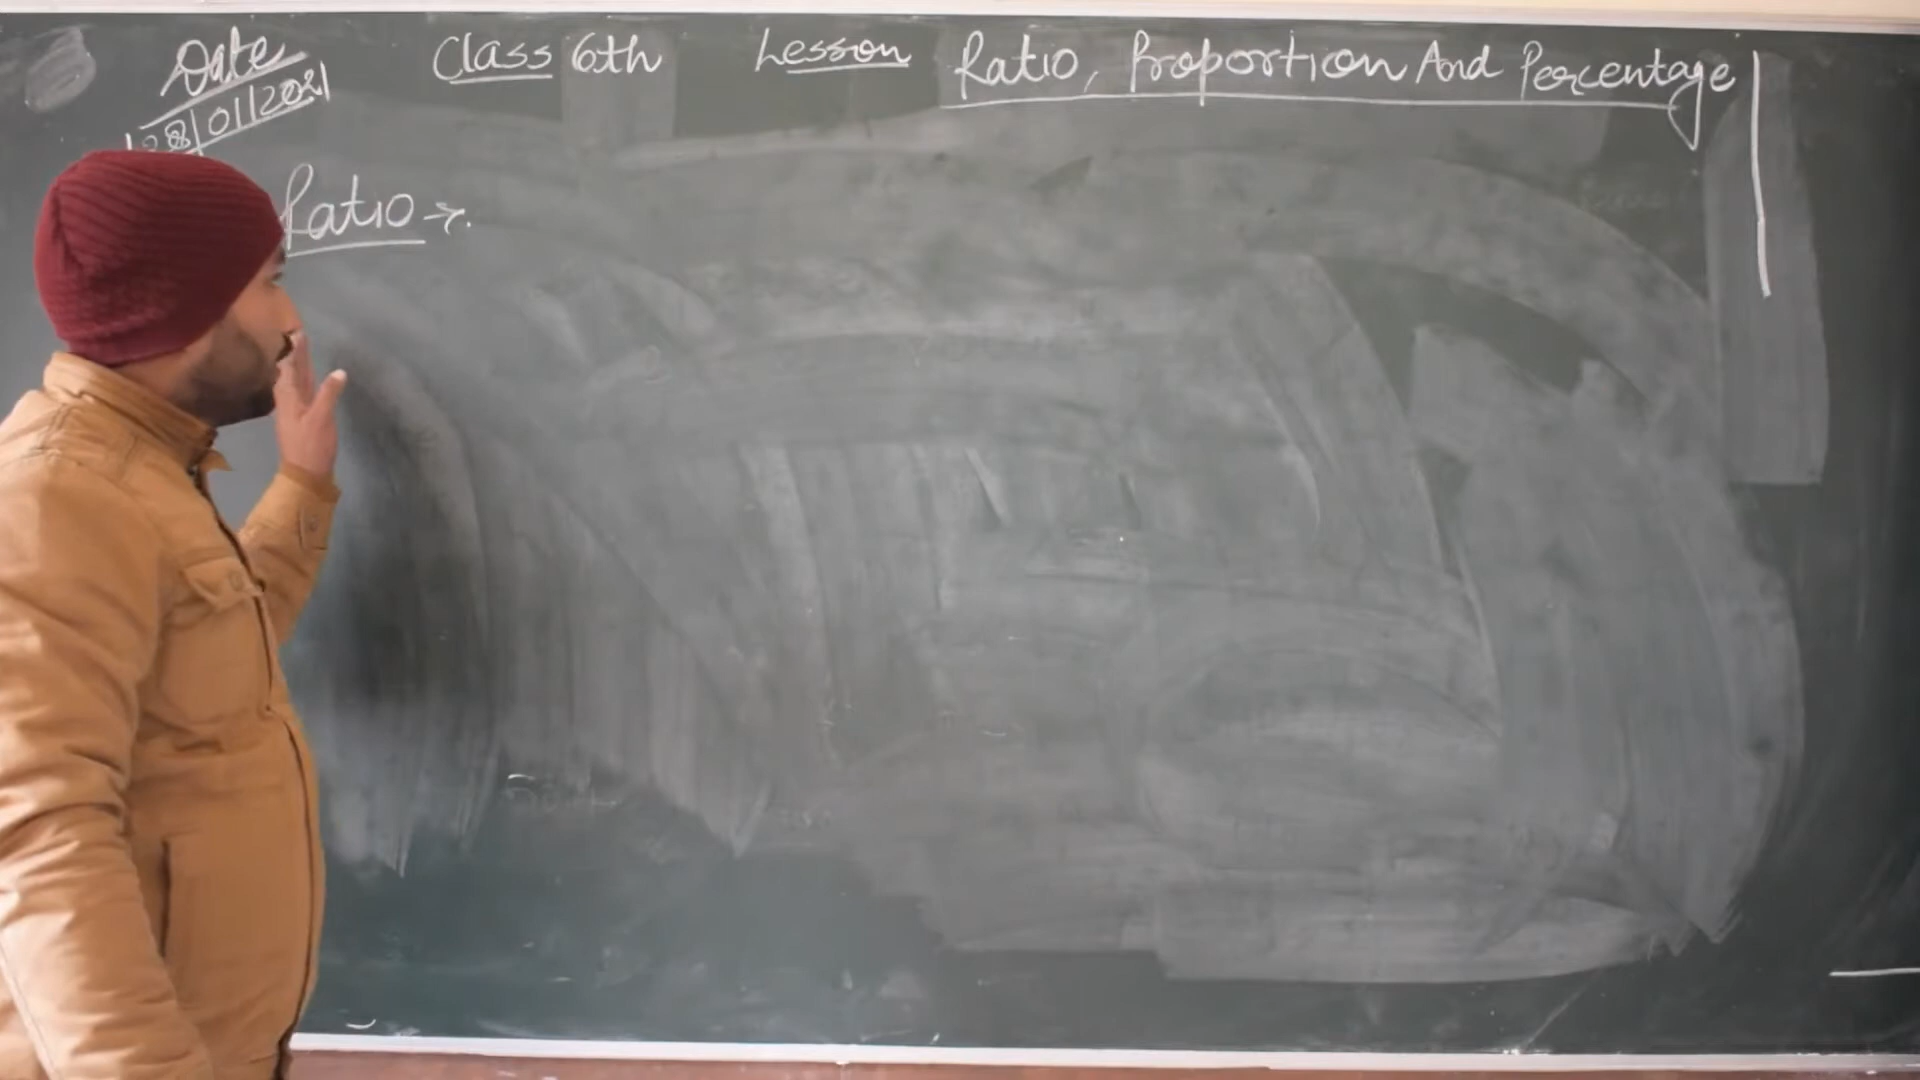 Date Class 6th Lesson Ratio, Proportion And Percentage
28/01/2021
Ratio →